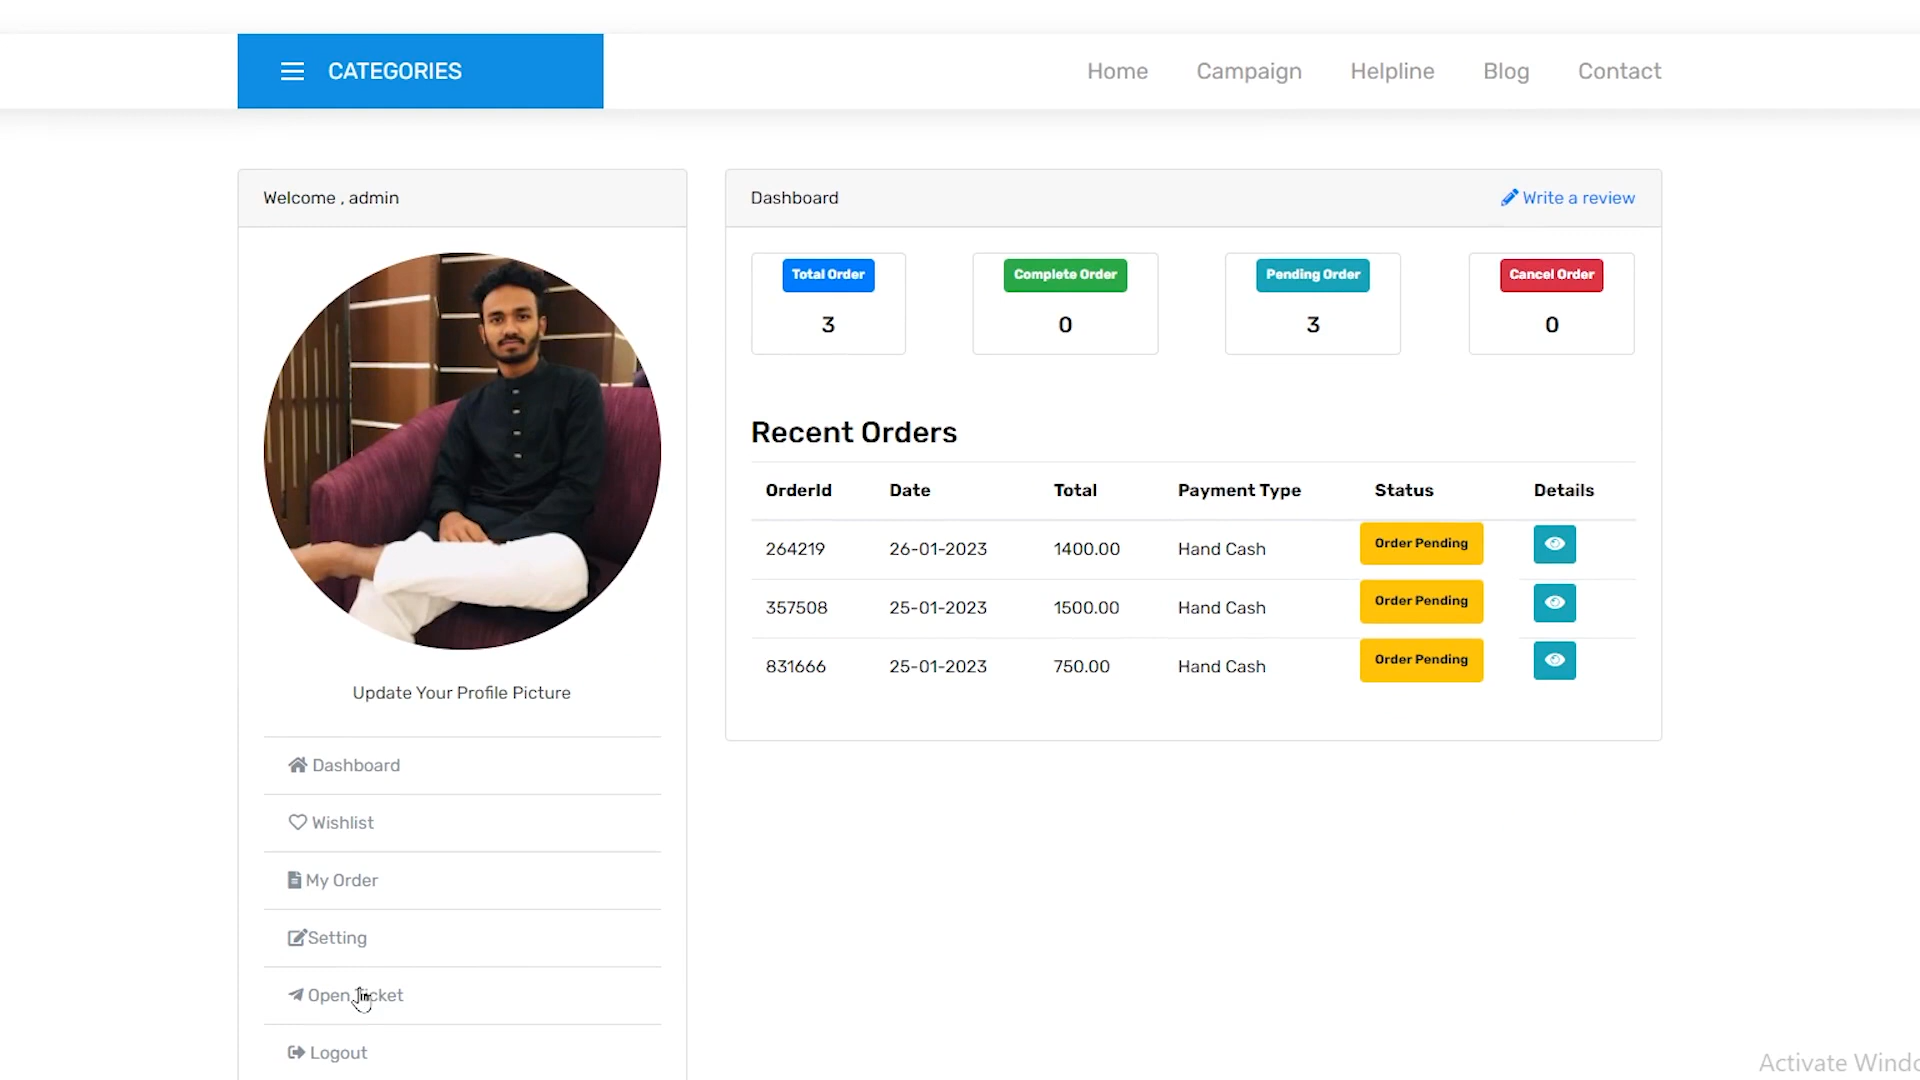 CATEGORIES
Home Campaign Helpline Blog Contact
Welcome , admin
Update Your Profile Picture
Dashboard
Wishlist
My Order
Setting
Open Ticket
Logout
Dashboard Write a review
Total Order Complete Order Pending Order Cancel Order
3 0 3 0
Recent Orders
OrderId Date Total Payment Type Status Details
264219 26-01-2023 1400.00 Hand Cash Order Pending
357508 25-01-2023 1500.00 Hand Cash Order Pending
831666 25-01-2023 750.00 Hand Cash Order Pending
Activate Windo